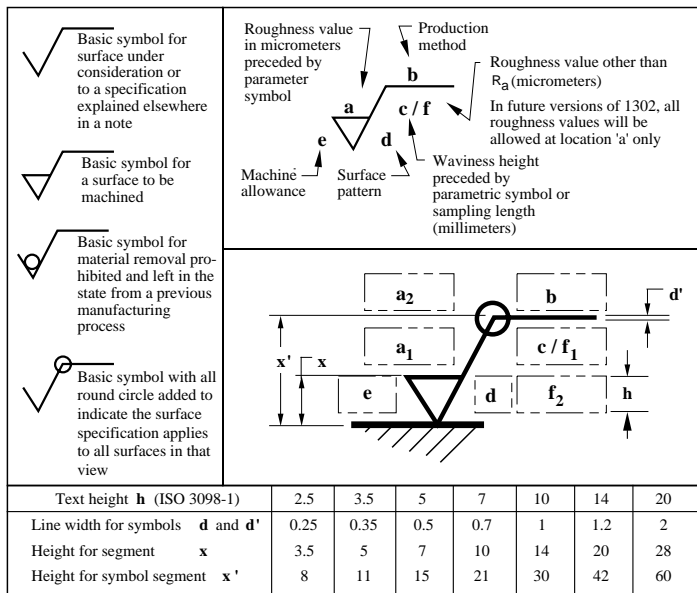 Basic symbol for
surface under
consideration or
to a specification
explained elsewhere
in a note
Basic symbol for
a surface to be
machined
Basic symbol for
material removal pro-
hibited and left in the
state from a previous
manufacturing
process
Basic symbol with all
round circle added to
indicate the surface
specification applies
to all surfaces in that
view
Roughness value
in micrometers
preceded by
parameter
symbol
Production
method
Roughness value other than
Ra (micrometers)
In future versions of 1302, all
roughness values will be
allowed at location 'a' only
b
a
c / f
e
d
Machine
allowance
Surface
pattern
Waviness height
preceded by
parametric symbol or
sampling length
(millimeters)
a2
b
d'
x'
x
a1
c / f1
e
d
f2
h
Text height h (ISO 3098-1) 2.5 3.5 5 7 10 14 20
Line width for symbols d and d' 0.25 0.35 0.5 0.7 1 1.2 2
Height for segment x 3.5 5 7 10 14 20 28
Height for symbol segment x' 8 11 15 21 30 42 60